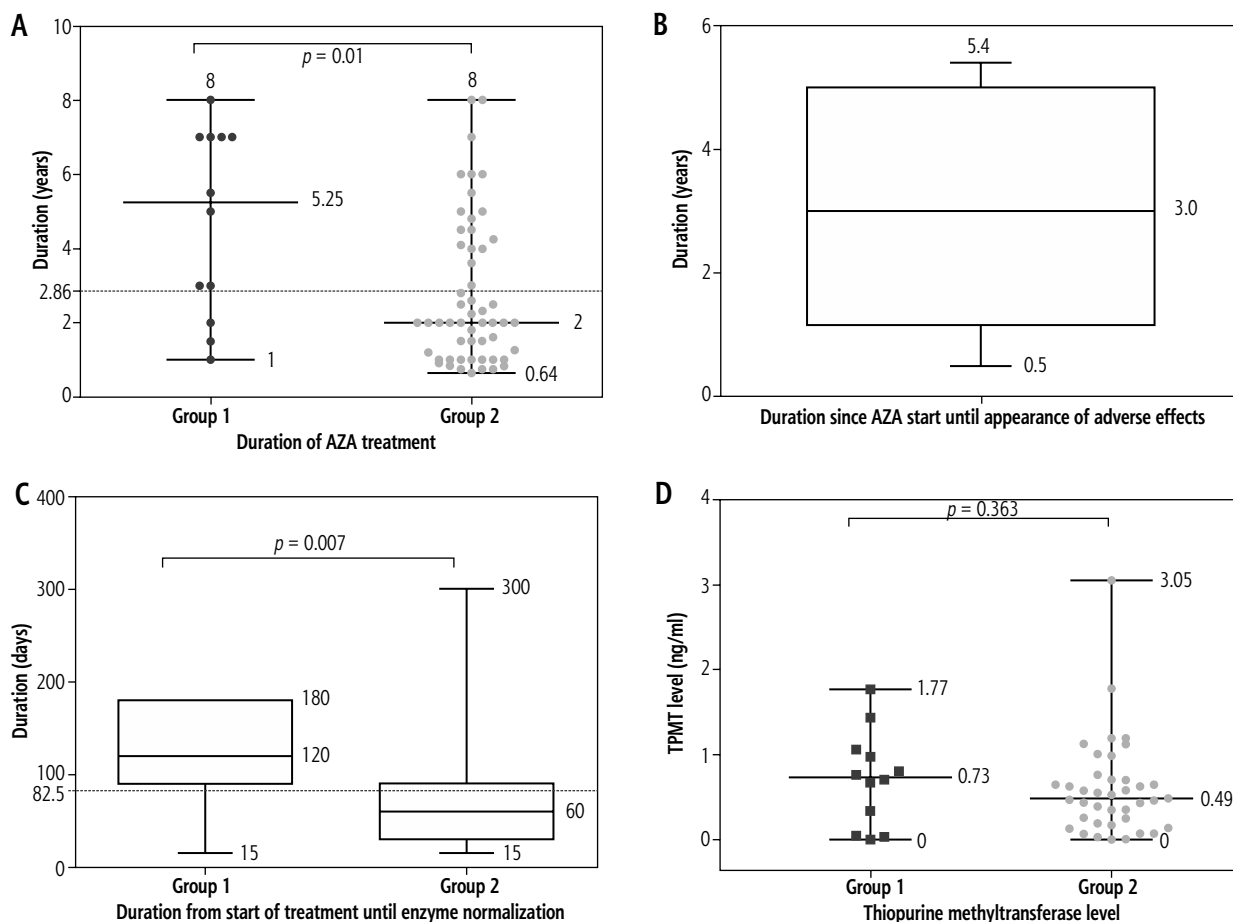 A
10
8
6
4
2.86
2
0
Duration (years)
p = 0.01
8
5.25
1
8
2
0.64
Group 1
Group 2
Duration of AZA treatment
B
6
4
2
0
Duration (years)
5.4
3.0
0.5
Duration since AZA start until appearance of adverse effects
C
400
300
200
100
82.5
0
Duration (days)
p = 0.007
180
120
15
300
60
15
Group 1
Group 2
Duration from start of treatment until enzyme normalization
D
4
3
2
1
0
TPMT level (ng/ml)
p = 0.363
1.77
0.73
0
3.05
0.49
0
Group 1
Group 2
Thiopurine methyltransferase level